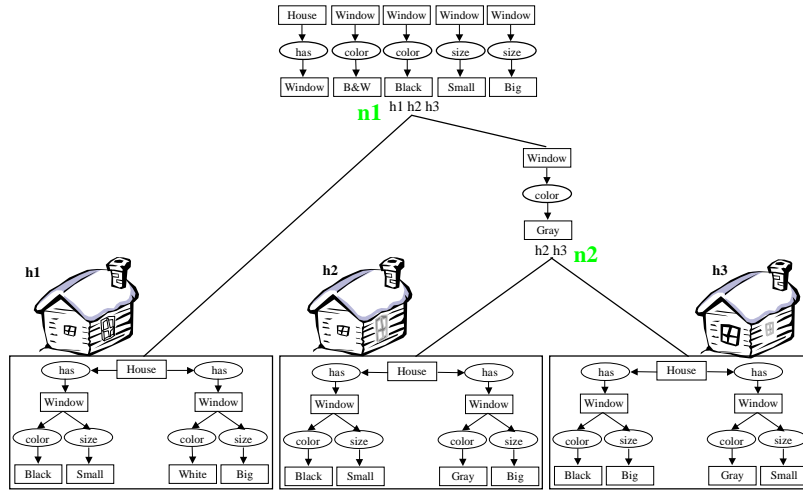 House Window Window Window Window
has color color size size
Window B&W Black Small Big
n1 h1 h2 h3
Window
color
Gray
h2 h3 n2
h1 h2 h3
has House has
Window Window
color size color size
Black Small White Big
has House has
Window Window
color size color size
Black Small Gray Big
has House has
Window Window
color size color size
Black Big Gray Small